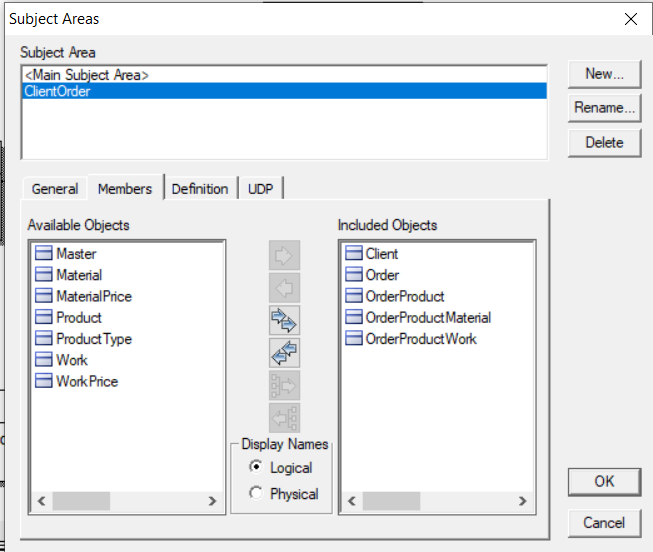 Subject Areas
Subject Area
<Main Subject Area>
ClientOrder
New...
Rename...
Delete
General Members Definition UDP
Available Objects
Master
Material
MaterialPrice
Product
ProductType
Work
WorkPrice
Display Names
Logical
Physical
Included Objects
Client
Order
OrderProduct
OrderProductMaterial
OrderProductWork
OK
Cancel